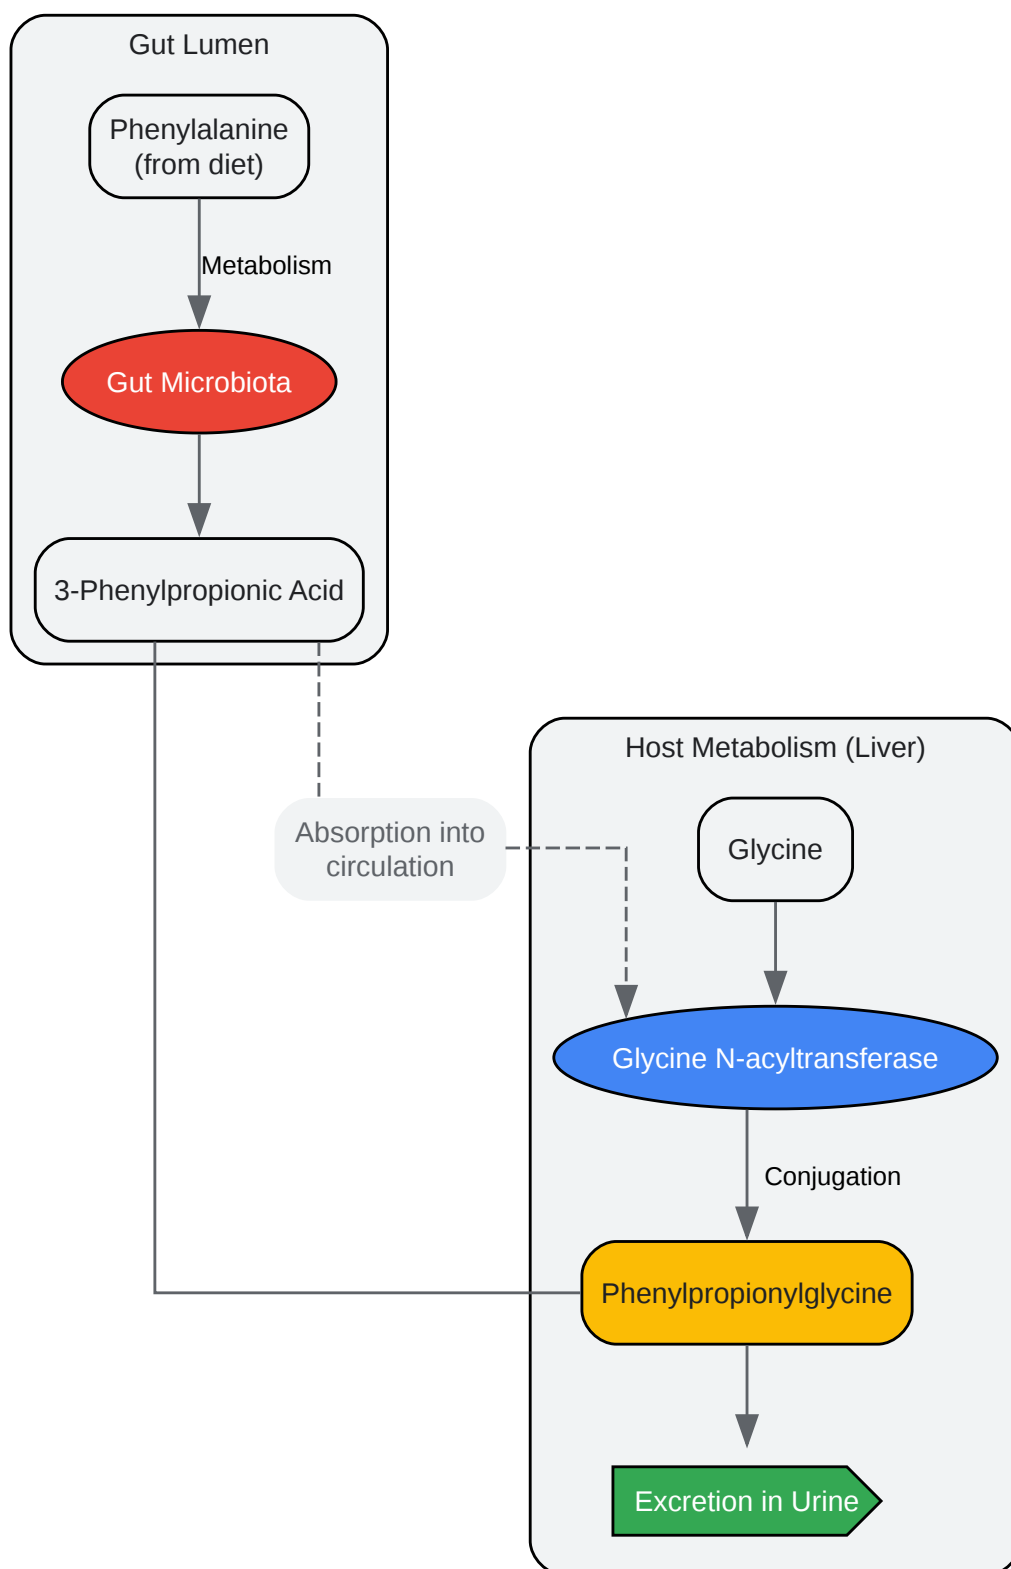 Gut Lumen
Phenylalanine
(from diet)
Metabolism
Gut Microbiota
3-Phenylpropionic Acid
Host Metabolism (Liver)
Absorption into
circulation
Glycine
Glycine N-acyltransferase
Conjugation
Phenylpropionylglycine
Excretion in Urine